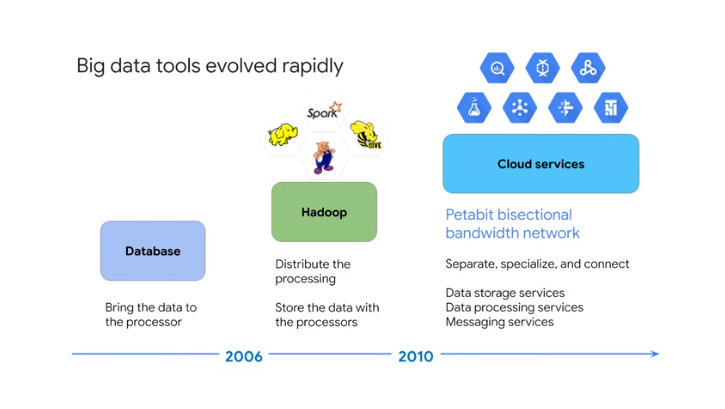 Big data tools evolved rapidly
Spark
HIVE
Cloud services
Hadoop
Database
Petabit bisectional
bandwidth network
Distribute the
processing
Separate, specialize, and connect
Bring the data to
the processor
Store the data with
the processors
Data storage services
Data processing services
Messaging services
2006
2010